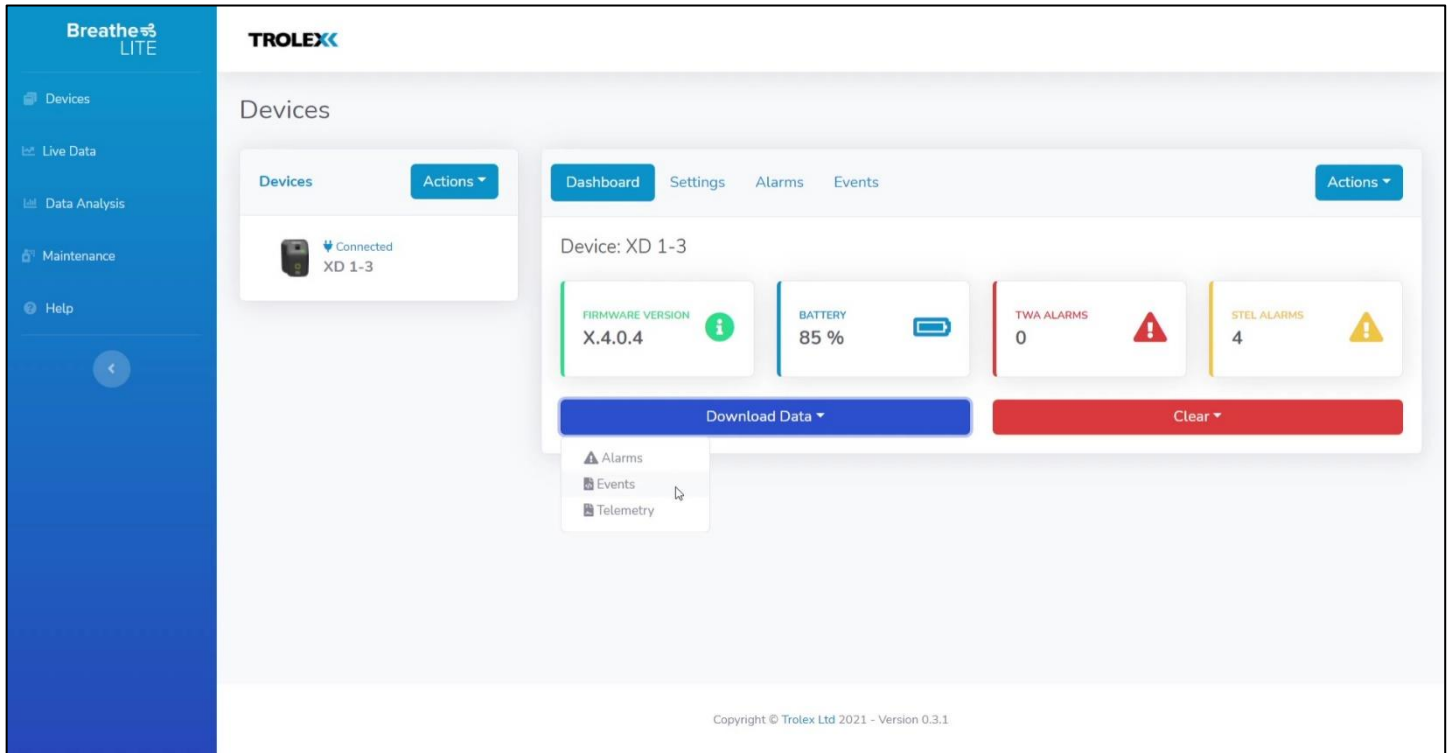 Breathe
LITE
TROLEX
Devices
Live Data
Data Analysis
Maintenance
Help
Devices
Devices
Actions
Connected
XD 1-3
Dashboard
Settings
Alarms
Events
Actions
Device: XD 1-3
FIRMWARE VERSION
X.4.0.4
BATTERY
85 %
TWA ALARMS
0
STEL ALARMS
4
Download Data
Clear
Alarms
Events
Telemetry
Copyright © Trolex Ltd 2021 - Version 0.3.1